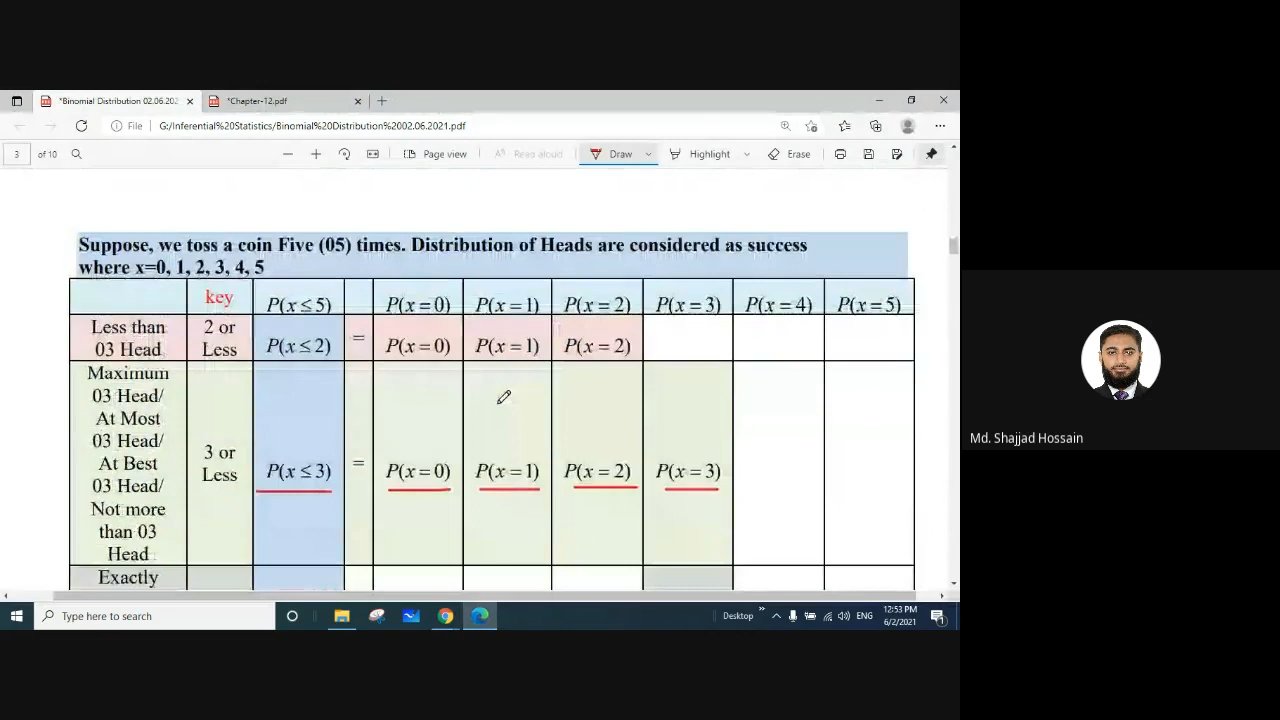 *Binomial Distribution 02.06.202
*Chapter-12.pdf
File
G:/Inferential%20Statistics/Binomial%20Distribution%2002.06.2021.pdf
3 of 10
Page view
Read aloud
Draw
Highlight
Erase
Suppose, we toss a coin Five (05) times. Distribution of Heads are considered as success
where x=0, 1, 2, 3, 4, 5
key P(x ≤ 5) P(x = 0) P(x = 1) P(x = 2) P(x = 3) P(x = 4) P(x = 5)
Less than
03 Head
2 or
Less
P(x ≤ 2) = P(x = 0) P(x = 1) P(x = 2)
Maximum
03 Head/
At Most
03 Head/
At Best
03 Head/
Not more
than 03
Head
3 or
Less
P(x ≤ 3) = P(x = 0) P(x = 1) P(x = 2) P(x = 3)
Exactly
Md. Shajjad Hossain
Type here to search
Desktop
ENG
12:53 PM
6/2/2021